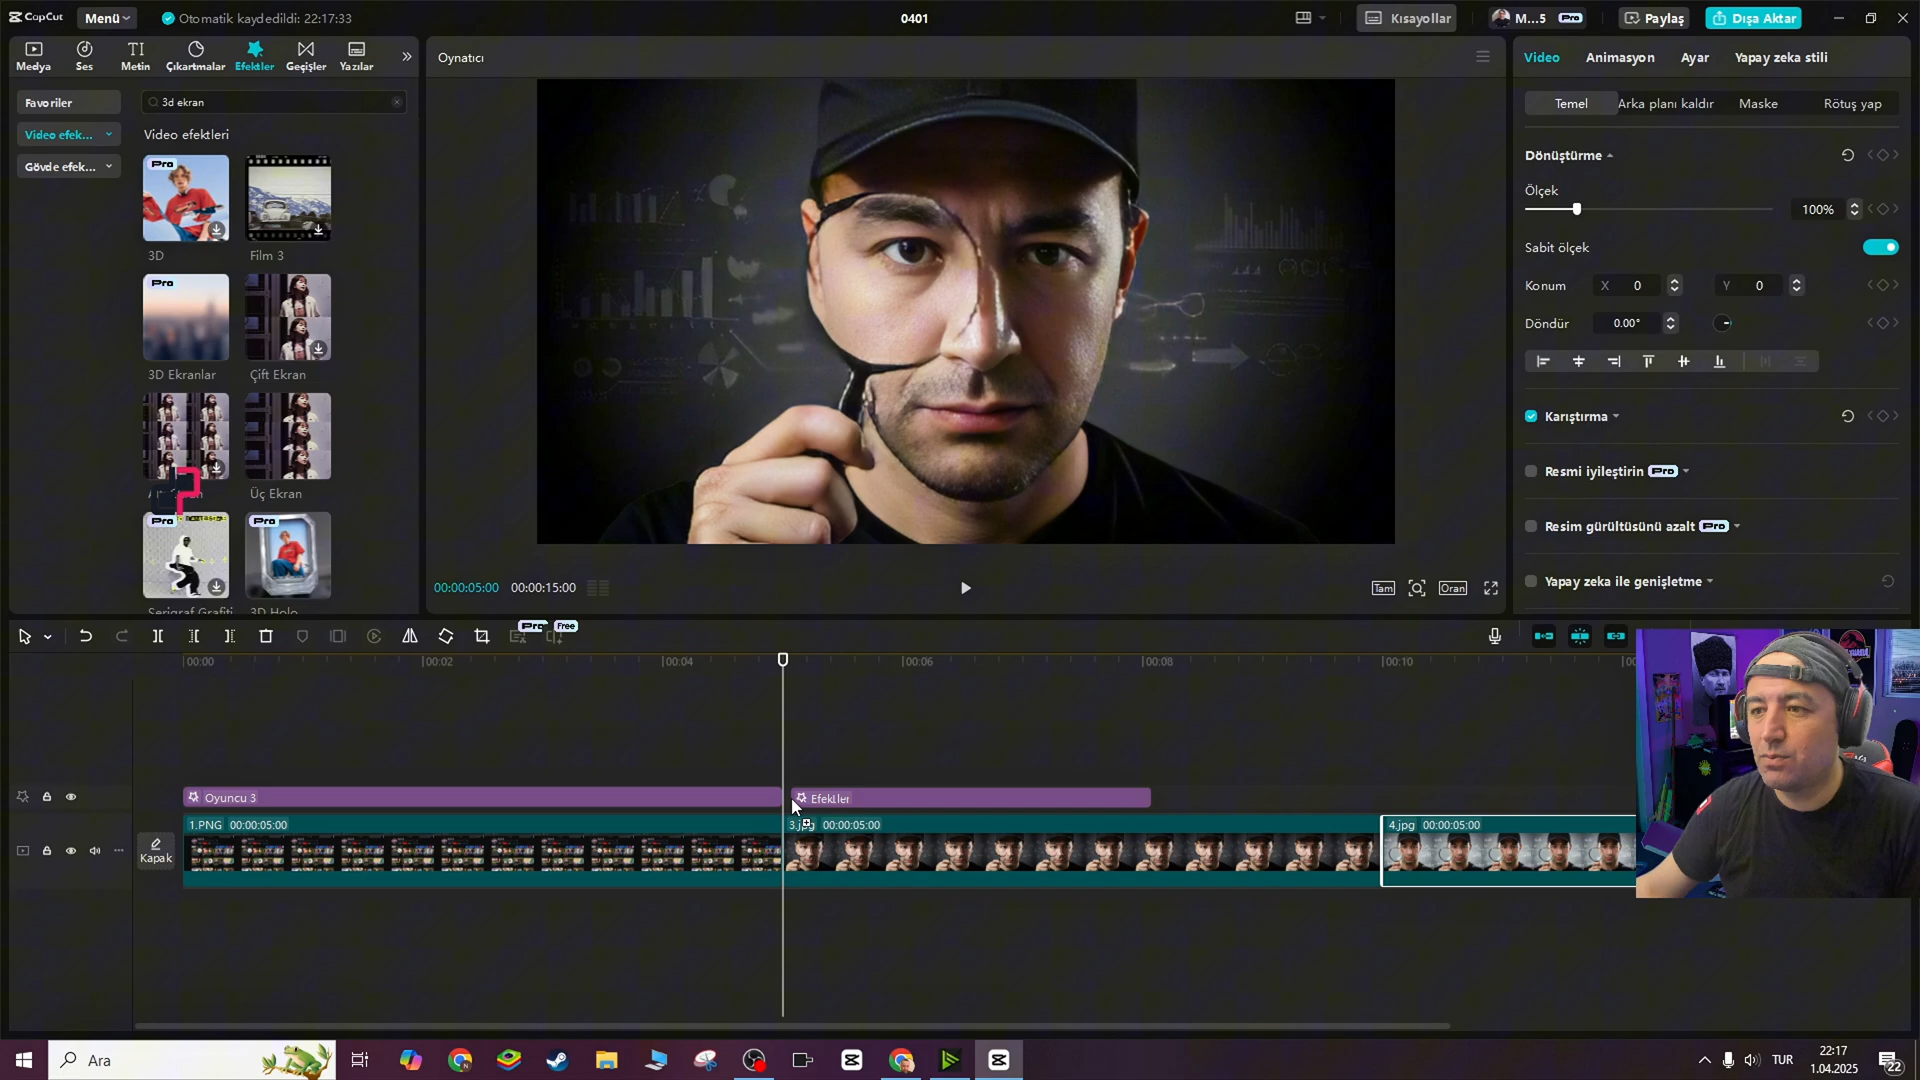 CapCut
Menü
Otomatik kaydedildi: 22:17:33
0401
Kısayollar
M...5
Pro
Paylaş
Dışa Aktar
Medya
Ses
Metin
Çıkartmalar
Efektler
Geçişler
Yazılar
Favoriler
Video efek...
Gövde efek...
3d ekran
Video efektleri
Pro
3D
Film 3
Pro
3D Ekranlar
Çift Ekran
Üç Ekran
Pro
Pro
Serigraf Grafiti
3D Holo
Oynatıcı
00:00:05:00
00:00:15:00
Tam
Oran
Video
Animasyon
Ayar
Yapay zeka stili
Temel
Arka planı kaldır
Maske
Rötuş yap
Dönüştürme
Ölçek
100%
Sabit ölçek
Konum
X
0
Y
0
Döndür
0.00°
Karıştırma
Resmi iyileştirin
Pro
Resim gürültüsünü azalt
Pro
Yapay zeka ile genişletme
Pro
Free
00:00
00:02
00:04
00:06
00:08
00:10
Oyuncu 3
Efektler
Kapak
1.PNG 00:00:05:00
3.jpg 00:00:05:00
4.jpg 00:00:05:00
Ara
TUR
22:17
1.04.2025
22